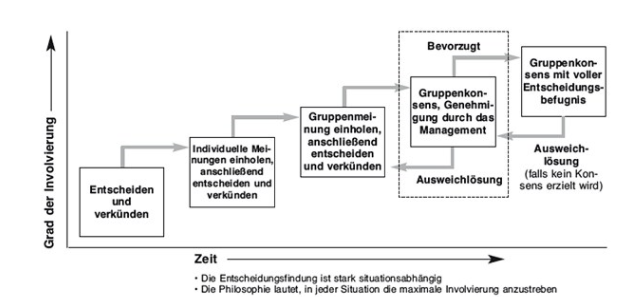 Grad der Involvierung
Entscheiden
und
verkünden
Individuelle Mei-
nungen einholen,
anschließend
entscheiden und
verkünden
Gruppenmei-
nung einholen,
anschließend
entscheiden
und verkünden
Bevorzugt
Gruppenkon-
sens, Genehmi-
gung durch das
Management
Ausweichlösung
Gruppenkon-
sens mit voller
Entscheidungs-
befugnis
Ausweich-
lösung
(falls kein Kon-
sens erzielt wird)
Zeit
• Die Entscheidungsfindung ist stark situationsabhängig
• Die Philosophie lautet, in jeder Situation die maximale Involvierung anzustreben